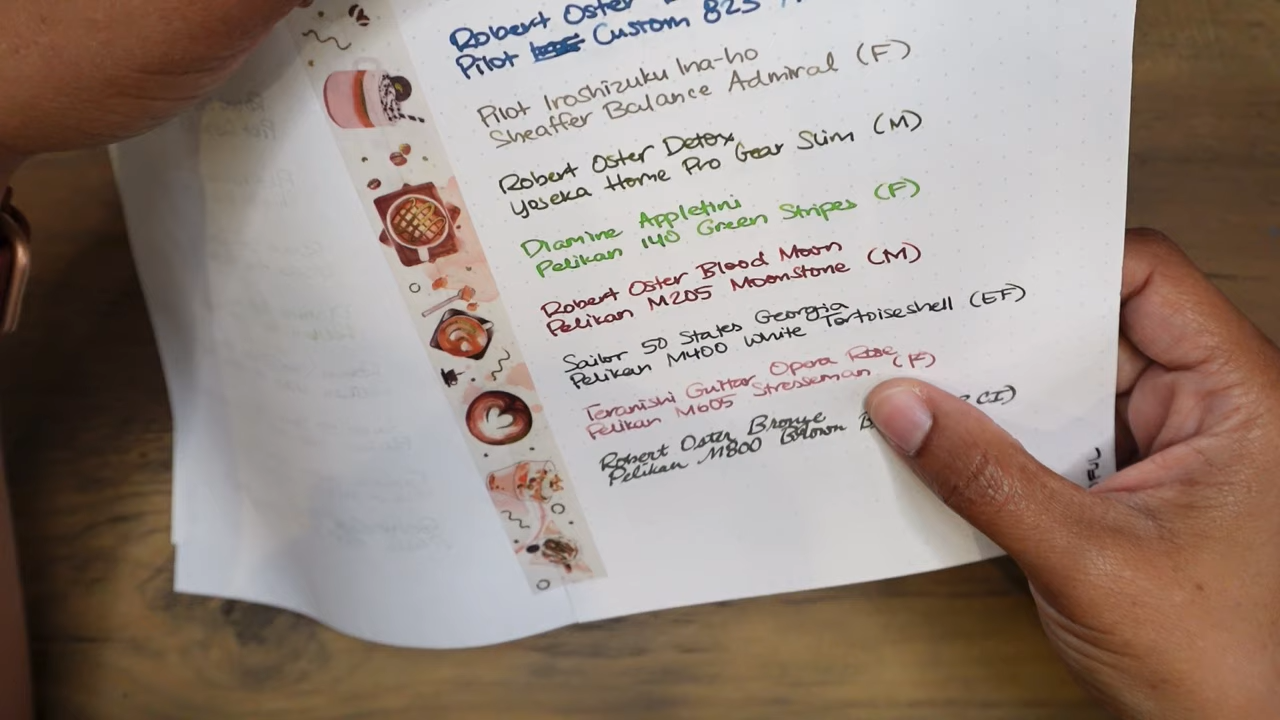 Robert Oster
Pilot Custom 823
Pilot Iroshizuku Ina-ho
Sheaffer Balance Admiral (F)
Robert Oster Detox
Yoseka Home Pro Gear Slim (M)
Diamine Appletini
Pelikan 140 Green Stripes (F)
Robert Oster Blood Moon
Pelikan M205 Moonstone (M)
Sailor 50 States Georgia
Pelikan M400 White Tortoiseshell (EF)
Teranishi Guitar Opera Rose
Pelikan M605 Stresseman (F)
Robert Oster Bronze
Pelikan M800 Brown CI)